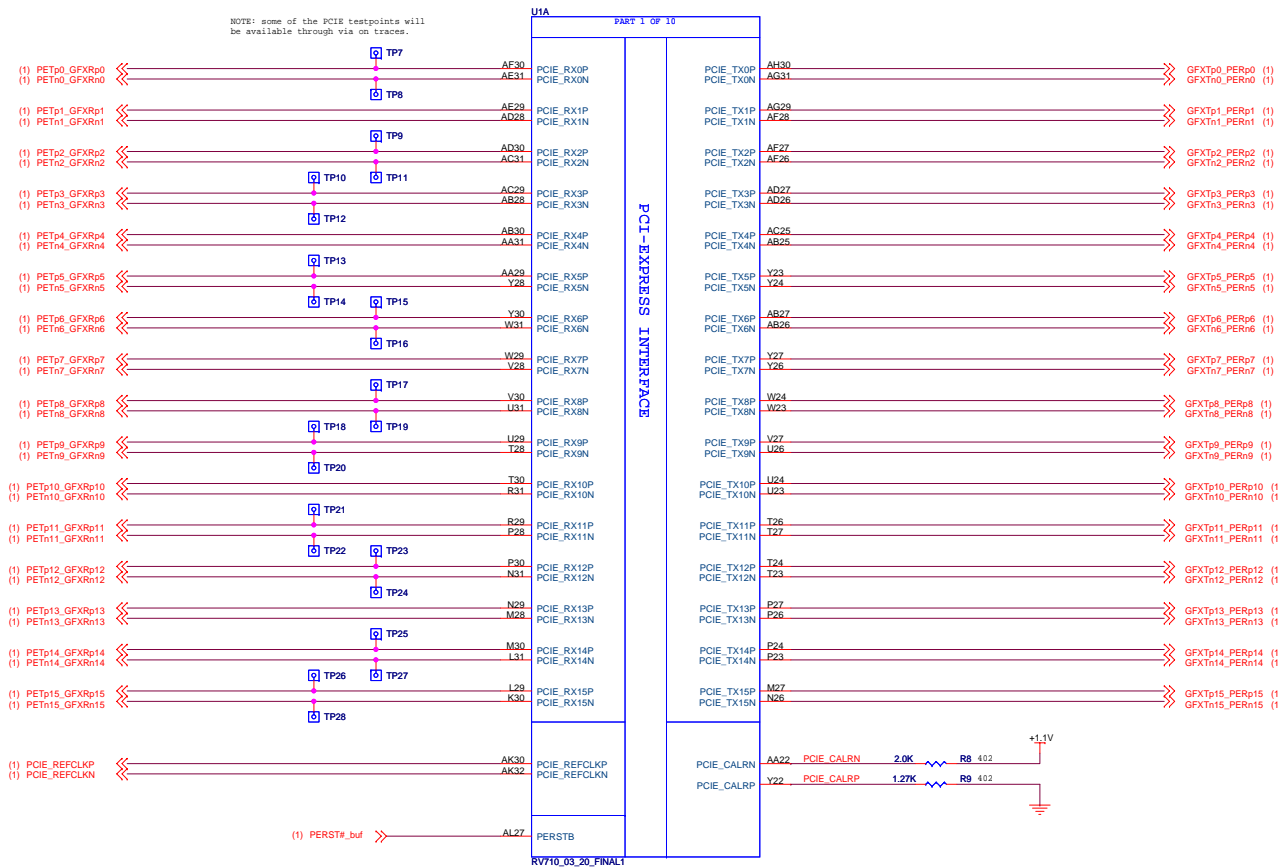 NOTE: some of the PCIE testpoints will
be available through via on traces.
U1A
PART 1 OF 10
TP7
(1) PETp0_GFXRp0 AF30 PCIE_RX0P PCIE_TX0P AH30 GFXTp0_PERp0 (1)
(1) PETn0_GFXRn0 AE31 PCIE_RX0N PCIE_TX0N AG31 GFXTn0_PERn0 (1)
TP8
(1) PETp1_GFXRp1 AE29 PCIE_RX1P PCIE_TX1P AG29 GFXTp1_PERp1 (1)
(1) PETn1_GFXRn1 AD28 PCIE_RX1N PCIE_TX1N AF28 GFXTn1_PERn1 (1)
TP9
(1) PETp2_GFXRp2 AD30 PCIE_RX2P PCIE_TX2P AF27 GFXTp2_PERp2 (1)
(1) PETn2_GFXRn2 AC31 PCIE_RX2N PCIE_TX2N AF26 GFXTn2_PERn2 (1)
TP10 TP11
(1) PETp3_GFXRp3 AC29 PCIE_RX3P PCIE_TX3P AD27 GFXTp3_PERp3 (1)
(1) PETn3_GFXRn3 AB28 PCIE_RX3N PCIE_TX3N AD26 GFXTn3_PERn3 (1)
TP12
(1) PETp4_GFXRp4 AB30 PCIE_RX4P PCIE_TX4P AC25 GFXTp4_PERp4 (1)
(1) PETn4_GFXRn4 AA31 PCIE_RX4N PCIE_TX4N AB25 GFXTn4_PERn4 (1)
TP13
(1) PETp5_GFXRp5 AA29 PCIE_RX5P PCIE_TX5P Y23 GFXTp5_PERp5 (1)
(1) PETn5_GFXRn5 Y28 PCIE_RX5N PCIE_TX5N Y24 GFXTn5_PERn5 (1)
TP14 TP15
(1) PETp6_GFXRp6 Y30 PCIE_RX6P PCIE_TX6P AB27 GFXTp6_PERp6 (1)
(1) PETn6_GFXRn6 W31 PCIE_RX6N PCIE_TX6N AB26 GFXTn6_PERn6 (1)
TP16
(1) PETp7_GFXRp7 W29 PCIE_RX7P PCIE_TX7P Y27 GFXTp7_PERp7 (1)
(1) PETn7_GFXRn7 V28 PCIE_RX7N PCIE_TX7N Y26 GFXTn7_PERn7 (1)
PCI-EXPRESS INTERFACE
TP17
(1) PETp8_GFXRp8 V30 PCIE_RX8P PCIE_TX8P W24 GFXTp8_PERp8 (1)
(1) PETn8_GFXRn8 U31 PCIE_RX8N PCIE_TX8N W23 GFXTn8_PERn8 (1)
TP18 TP19
(1) PETp9_GFXRp9 U29 PCIE_RX9P PCIE_TX9P V27 GFXTp9_PERp9 (1)
(1) PETn9_GFXRn9 T28 PCIE_RX9N PCIE_TX9N U26 GFXTn9_PERn9 (1)
TP20
(1) PETp10_GFXRp10 T30 PCIE_RX10P PCIE_TX10P U24 GFXTp10_PERp10 (1
(1) PETn10_GFXRn10 R31 PCIE_RX10N PCIE_TX10N U23 GFXTn10_PERn10 (1
TP21
(1) PETp11_GFXRp11 R29 PCIE_RX11P PCIE_TX11P T26 GFXTp11_PERp11 (1
(1) PETn11_GFXRn11 P28 PCIE_RX11N PCIE_TX11N T27 GFXTn11_PERn11 (1
TP22 TP23
(1) PETp12_GFXRp12 P30 PCIE_RX12P PCIE_TX12P T24 GFXTp12_PERp12 (1
(1) PETn12_GFXRn12 N31 PCIE_RX12N PCIE_TX12N T23 GFXTn12_PERn12 (1
TP24
(1) PETp13_GFXRp13 N29 PCIE_RX13P PCIE_TX13P P27 GFXTp13_PERp13 (1
(1) PETn13_GFXRn13 M28 PCIE_RX13N PCIE_TX13N P26 GFXTn13_PERn13 (1
TP25
(1) PETp14_GFXRp14 M30 PCIE_RX14P PCIE_TX14P P24 GFXTp14_PERp14 (1
(1) PETn14_GFXRn14 L31 PCIE_RX14N PCIE_TX14N P23 GFXTn14_PERn14 (1
TP26 TP27
(1) PETp15_GFXRp15 L29 PCIE_RX15P PCIE_TX15P M27 GFXTp15_PERp15 (1
(1) PETn15_GFXRn15 K30 PCIE_RX15N PCIE_TX15N N26 GFXTn15_PERn15 (1
TP28
+1.1V
(1) PCIE_REFCLKP AK30 PCIE_REFCLKP PCIE_CALRN AA22 PCIE_CALRN 2.0K R8 402
(1) PCIE_REFCLKN AK32 PCIE_REFCLKN
PCIE_CALRP Y22 PCIE_CALRP 1.27K R9 402
(1) PERST#_buf AL27 PERSTB
RV710_03_20_FINAL1